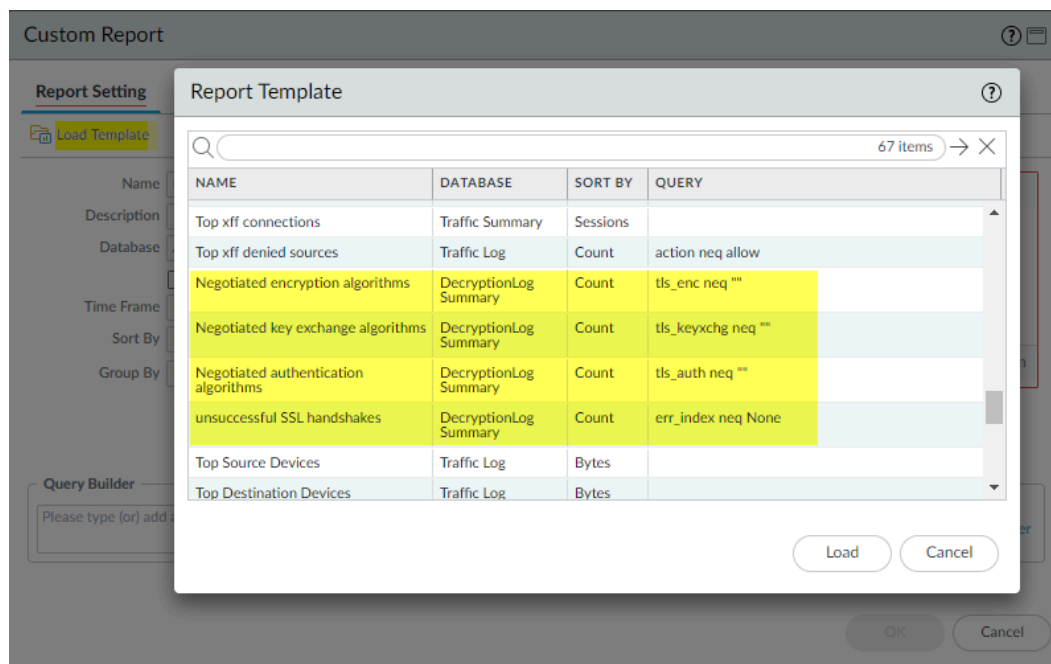 Custom Report
Report Setting
Load Template
Name
Description
Database
Time Frame
Sort By
Group By
Query Builder
Please type (or) add a
Report Template
67 items
NAME DATABASE SORT BY QUERY
Top xff connections Traffic Summary Sessions
Top xff denied sources Traffic Log Count action neq allow
Negotiated encryption algorithms DecryptionLog Summary Count tls_enc neq ""
Negotiated key exchange algorithms DecryptionLog Summary Count tls_keyxchg neq ""
Negotiated authentication algorithms DecryptionLog Summary Count tls_auth neq ""
unsuccessful SSL handshakes DecryptionLog Summary Count err_index neq None
Top Source Devices Traffic Log Bytes
Top Destination Devices Traffic Log Bytes
Load Cancel
OK Cancel